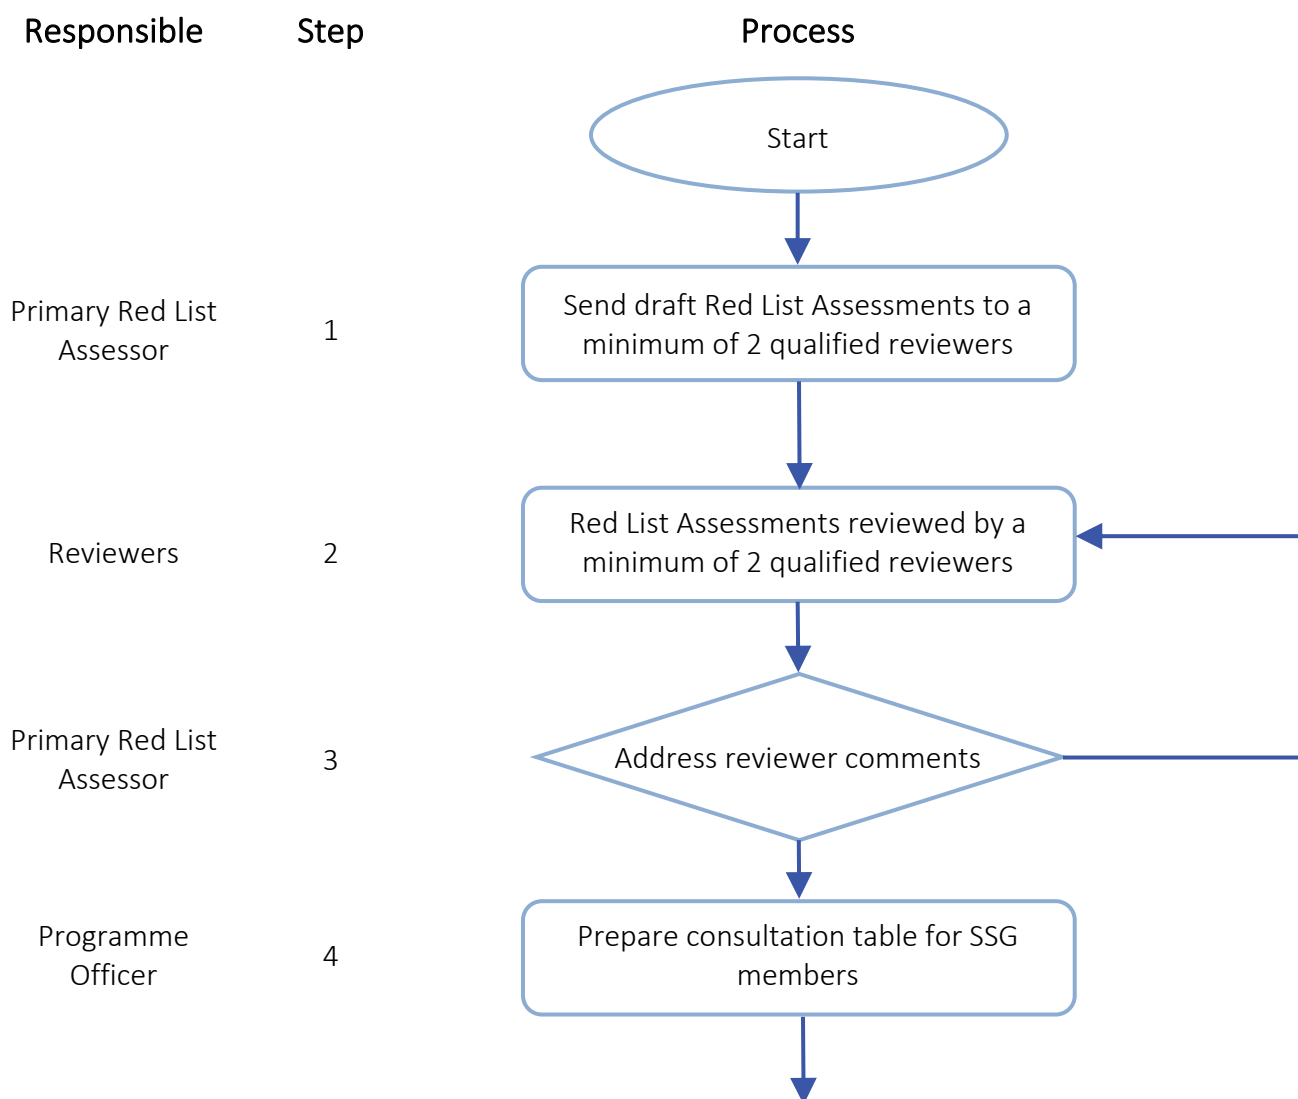 Responsible Step Process
Start
Primary Red List
Assessor
1
Send draft Red List Assessments to a
minimum of 2 qualified reviewers
Reviewers
2
Red List Assessments reviewed by a
minimum of 2 qualified reviewers
Primary Red List
Assessor
3
Address reviewer comments
Programme
Officer
4
Prepare consultation table for SSG
members